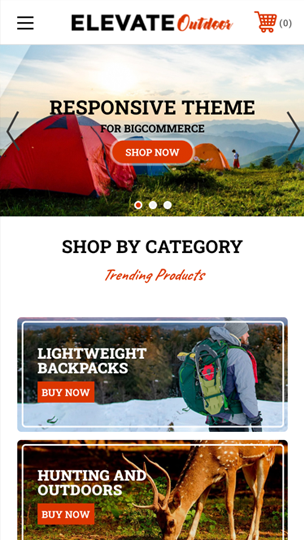 ELEVATE Outdoor
(0)
RESPONSIVE THEME
FOR BIGCOMMERCE
SHOP NOW
SHOP BY CATEGORY
Trending Products
LIGHTWEIGHT
BACKPACKS
BUY NOW
HUNTING AND
OUTDOORS
BUY NOW